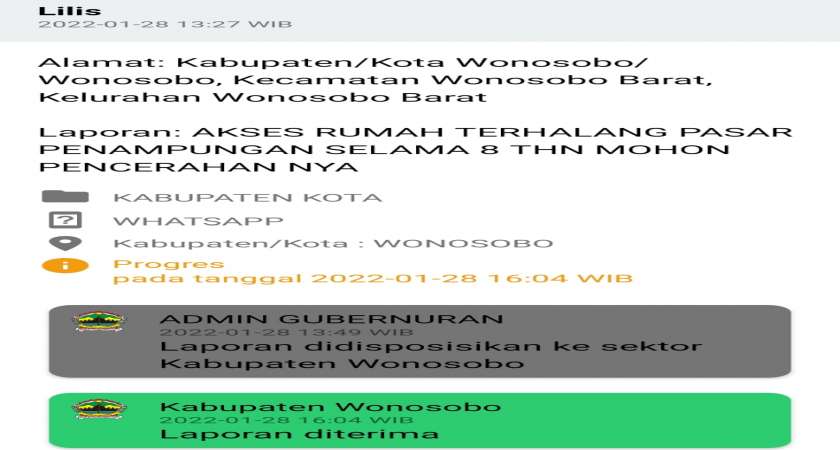 Lilis
2022-01-28 13:27 WIB
Alamat: Kabupaten/Kota Wonosobo/
Wonosobo, Kecamatan Wonosobo Barat,
Kelurahan Wonosobo Barat
Laporan: AKSES RUMAH TERHALANG PASAR
PENAMPUNGAN SELAMA 8 THN MOHON
PENCERAHAN NYA
KABUPATEN KOTA
WHATSAPP
Kabupaten/Kota : WONOSOBO
Progres
pada tanggal 2022-01-28 16:04 WIB
ADMIN GUBERNURAN
2022-01-28 13:49 WIB
Laporan didisposisikan ke sektor
Kabupaten Wonosobo
Kabupaten Wonosobo
2022-01-28 16:04 WIB
Laporan diterima